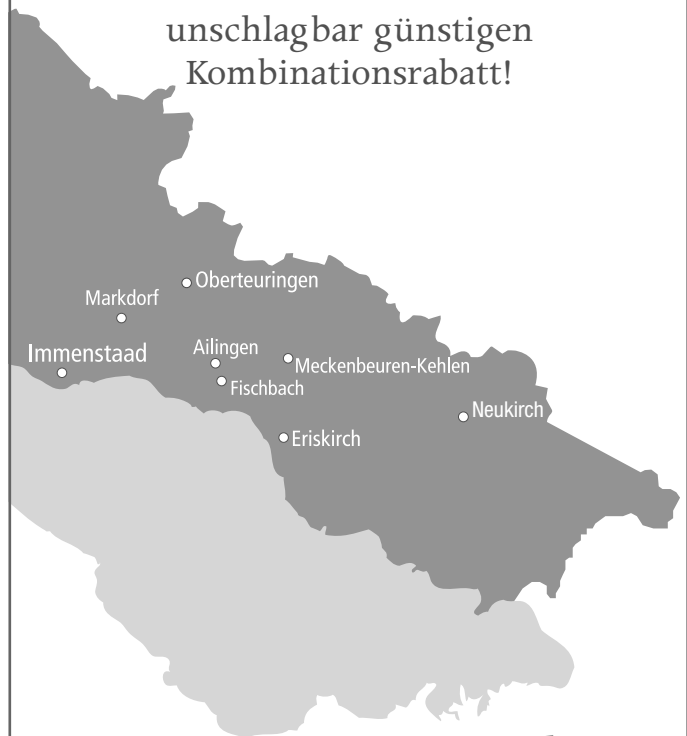 unschlagbar günstigen
Kombinationsrabatt!
Oberteuringen
Markdorf
Immenstaad
Ailingen
Meckenbeuren-Kehlen
Fischbach
Neukirch
Eriskirch